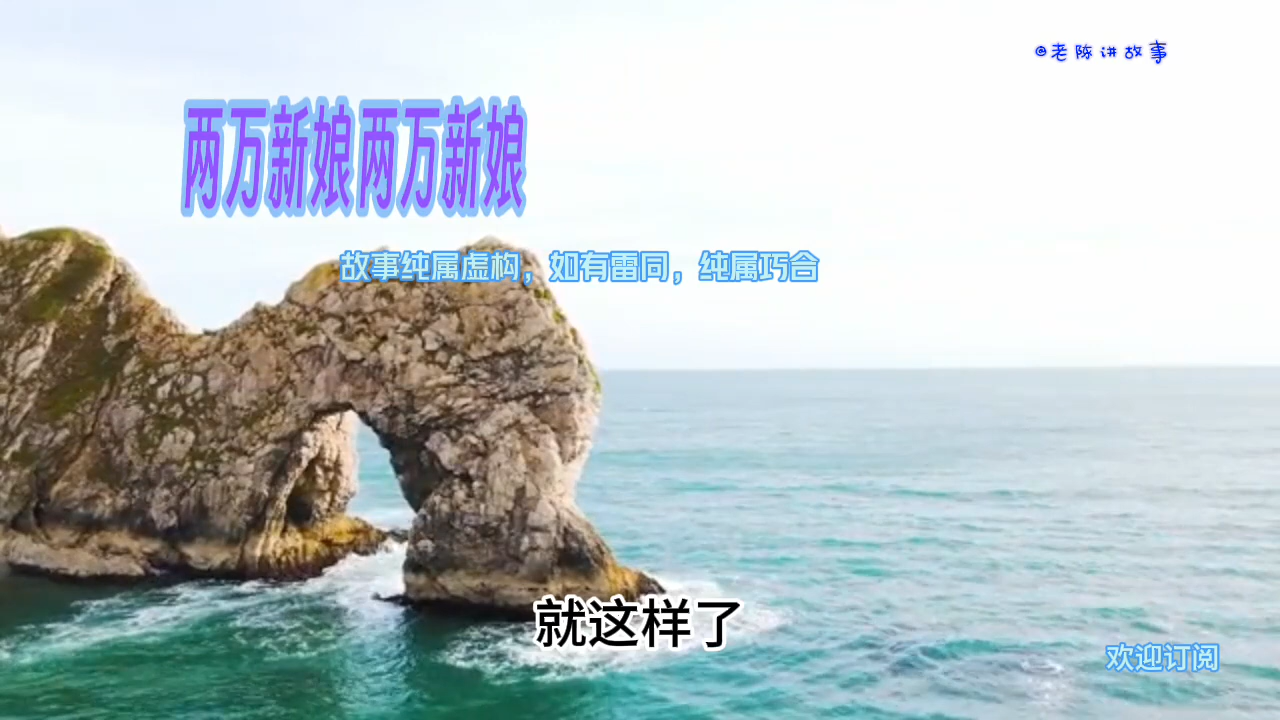 @老陈讲故事
两万新娘两万新娘
故事纯属虚构，如有雷同，纯属巧合
就这样了
欢迎订阅